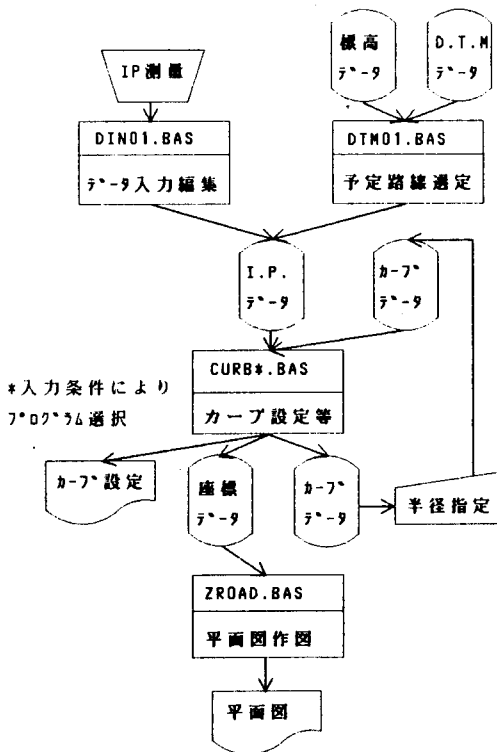 標高
データ
D.T.M
データ
IP測量
DIN01.BAS
データ入力編集
DTM01.BAS
予定路線選定
I.P.
データ
カーブ
データ
CURB*.BAS
カーブ設定等
*入力条件により
プログラム選択
カーブ設定
座標
データ
カーブ
データ
半径指定
ZROAD.BAS
平面図作図
平面図